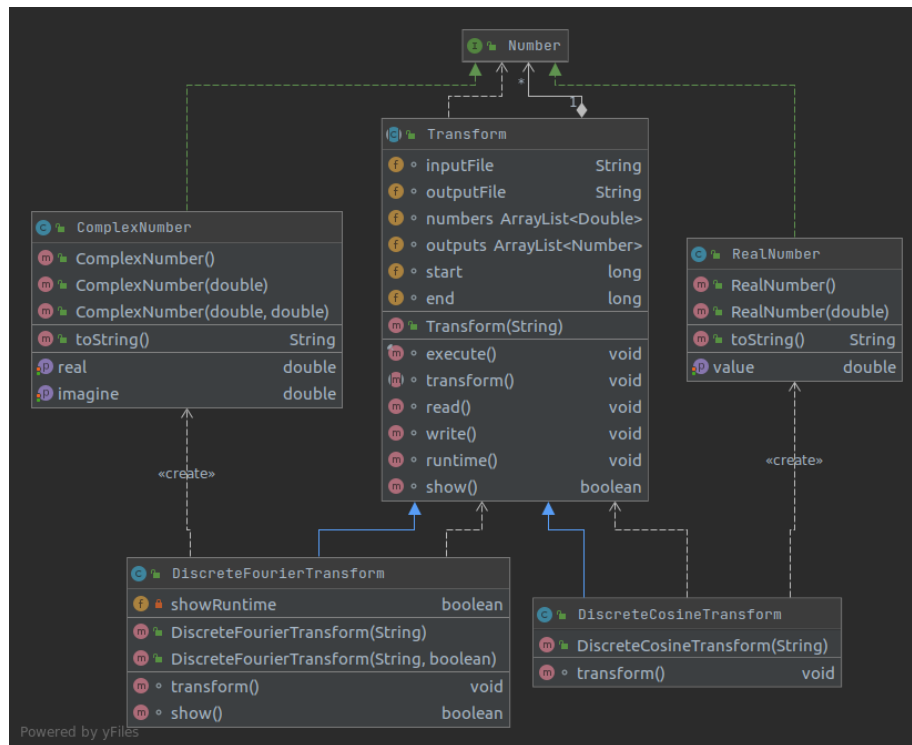 Number
*
1
Transform
inputFile String
outputFile String
numbers ArrayList<Double>
outputs ArrayList<Number>
start long
end long
Transform(String)
execute() void
transform() void
read() void
write() void
runtime() void
show() boolean
ComplexNumber
ComplexNumber()
ComplexNumber(double)
ComplexNumber(double, double)
toString() String
real double
imagine double
RealNumber
RealNumber()
RealNumber(double)
toString() String
value double
«create»
«create»
DiscreteFourierTransform
showRuntime boolean
DiscreteFourierTransform(String)
DiscreteFourierTransform(String, boolean)
transform() void
show() boolean
DiscreteCosineTransform
DiscreteCosineTransform(String)
transform() void
Powered by yFiles